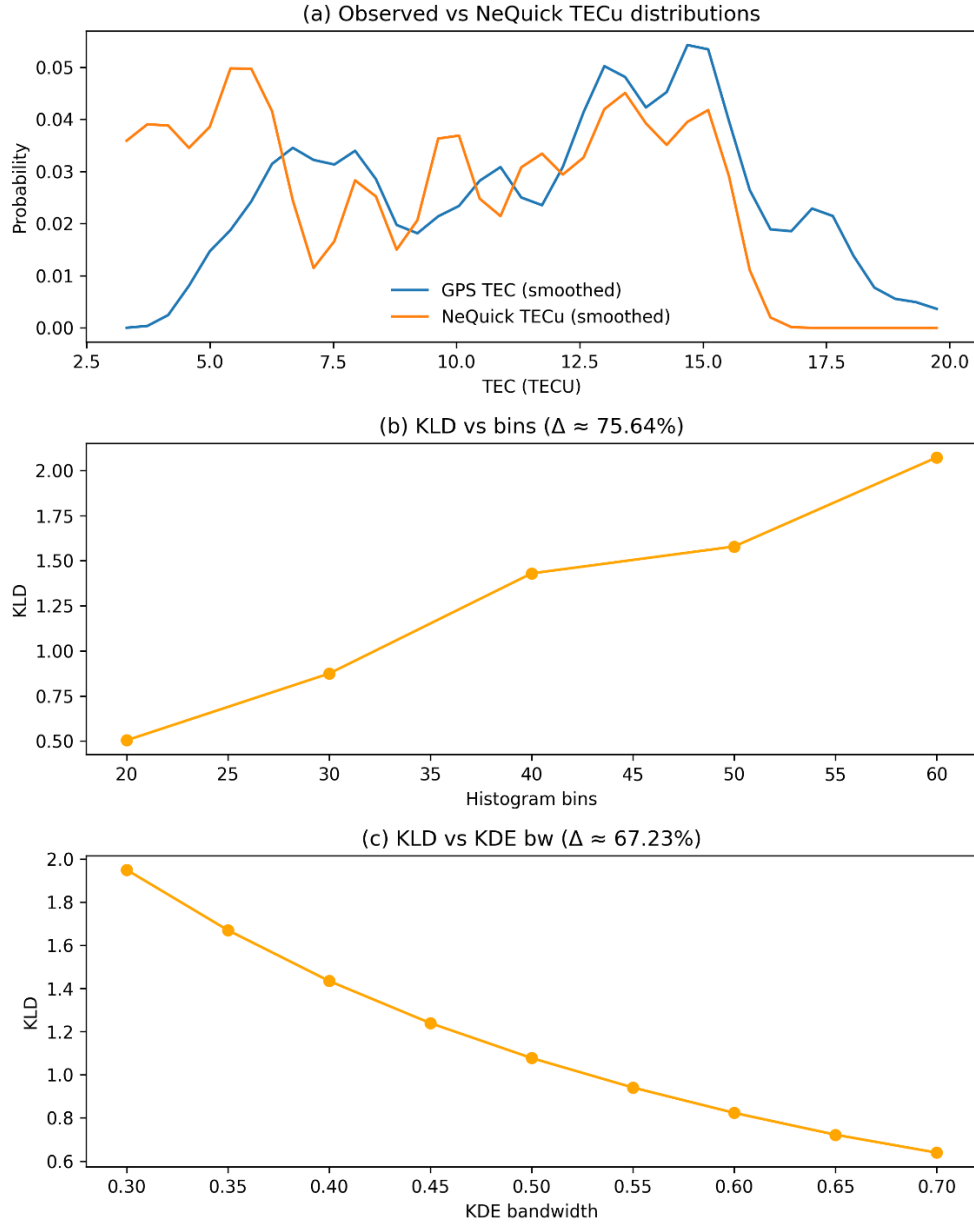 (a) Observed vs NeQuick TECu distributions
Probability
0.05
0.04
0.03
0.02
0.01
0.00
GPS TEC (smoothed)
NeQuick TECu (smoothed)
2.5 5.0 7.5 10.0 12.5 15.0 17.5 20.0
TEC (TECU)
(b) KLD vs bins (Δ ≈ 75.64%)
KLD
2.00
1.75
1.50
1.25
1.00
0.75
0.50
20 25 30 35 40 45 50 55 60
Histogram bins
(c) KLD vs KDE bw (Δ ≈ 67.23%)
KLD
2.0
1.8
1.6
1.4
1.2
1.0
0.8
0.6
0.30 0.35 0.40 0.45 0.50 0.55 0.60 0.65 0.70
KDE bandwidth